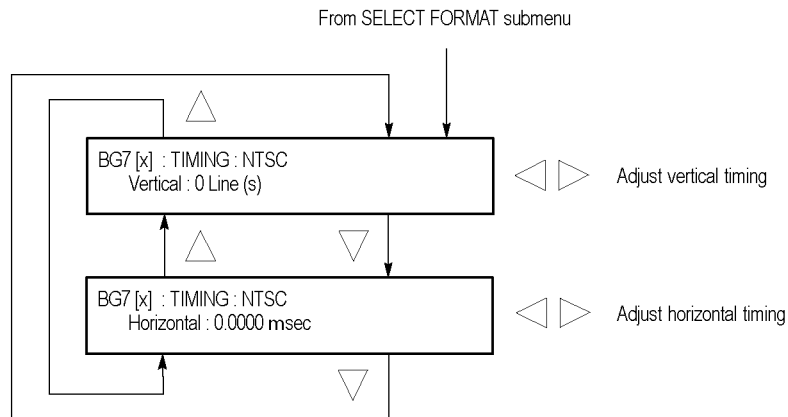 From SELECT FORMAT submenu
BG7 [x] : TIMING : NTSC
Vertical : 0 Line (s)
Adjust vertical timing
BG7 [x] : TIMING : NTSC
Horizontal : 0.0000 msec
Adjust horizontal timing